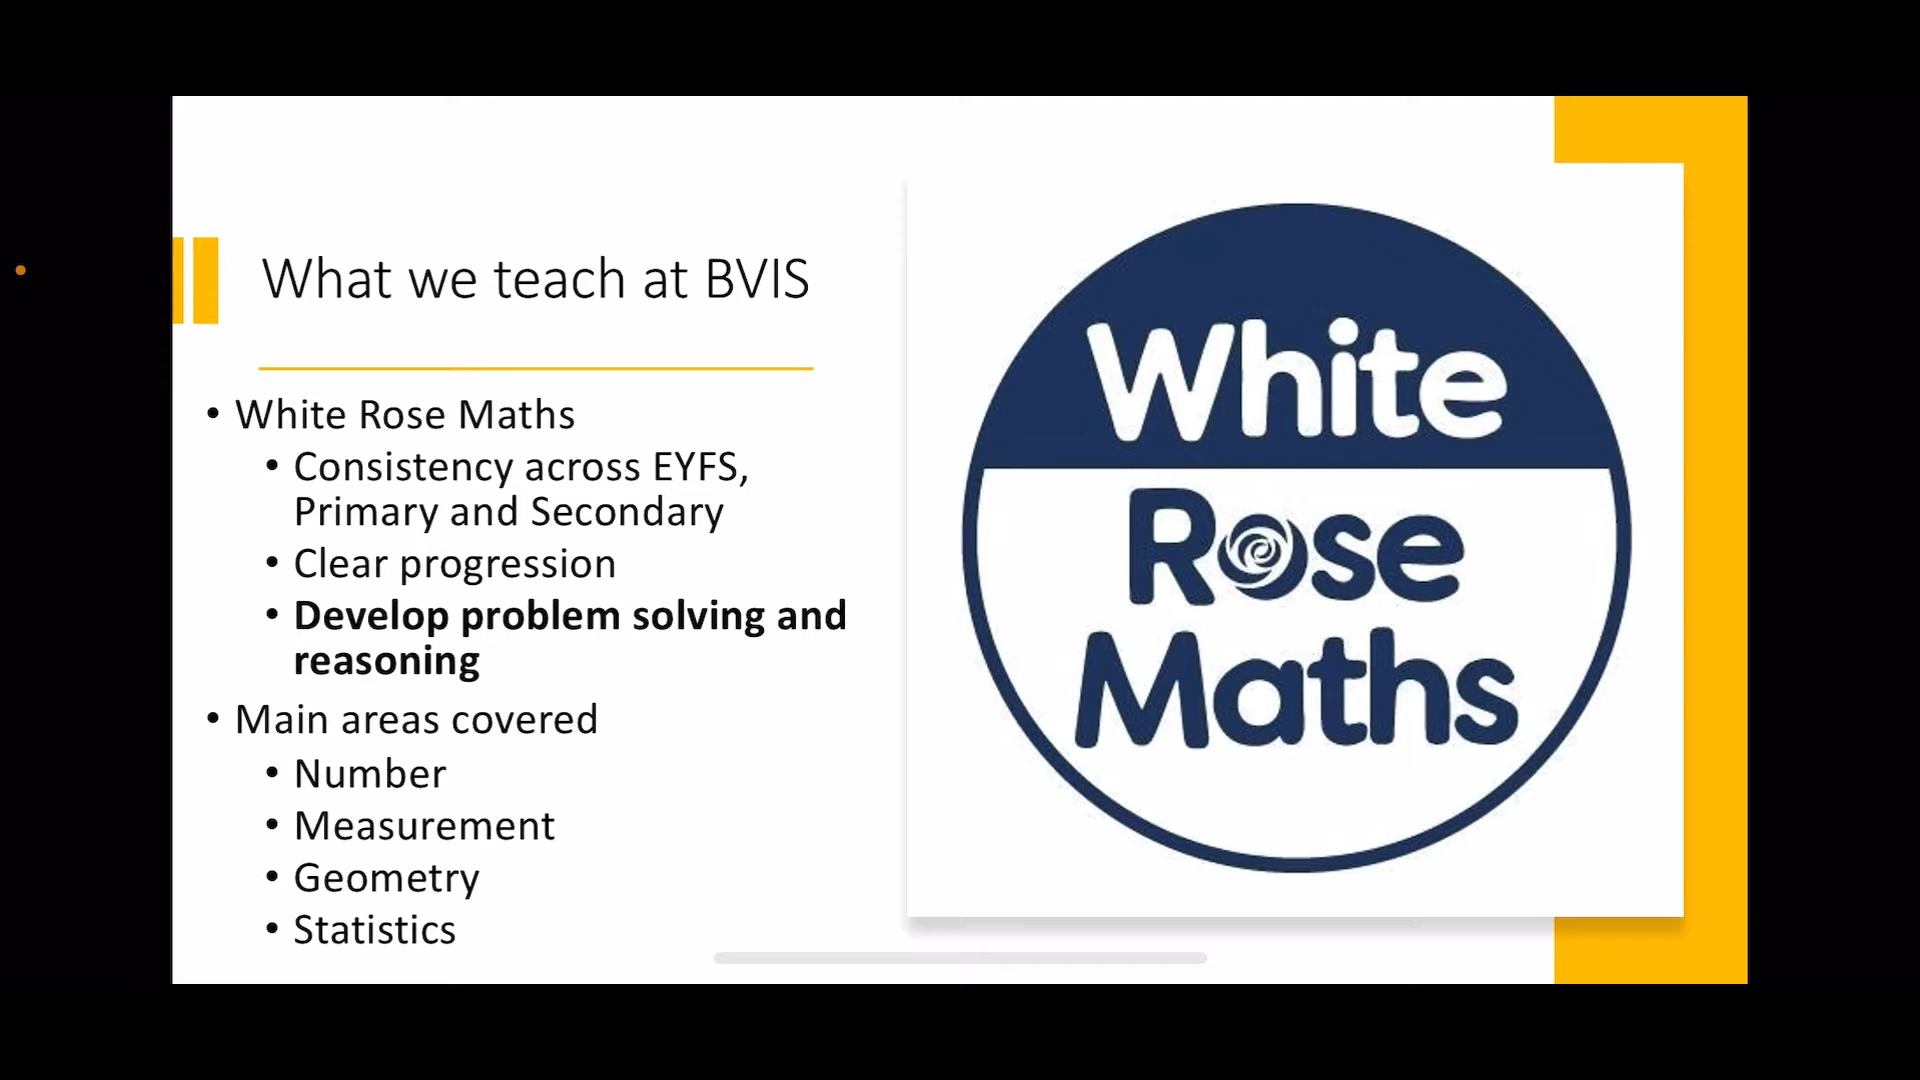 What we teach at BVIS
• White Rose Maths
• Consistency across EYFS,
Primary and Secondary
• Clear progression
• Develop problem solving and
reasoning
• Main areas covered
• Number
• Measurement
• Geometry
• Statistics
White
Rose
Maths